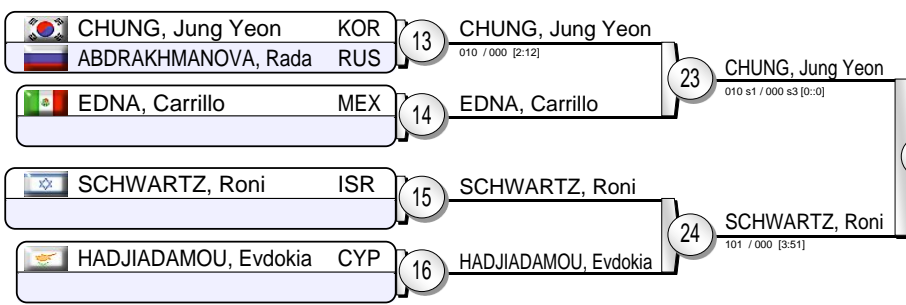 CHUNG, Jung Yeon KOR
ABDRAKHMANOVA, Rada RUS
13
CHUNG, Jung Yeon
010 / 000 [2:12]
EDNA, Carrillo MEX
14
EDNA, Carrillo
23
CHUNG, Jung Yeon
010 s1 / 000 s3 [0::0]
SCHWARTZ, Roni ISR
15
SCHWARTZ, Roni
HADJIADAMOU, Evdokia CYP
16
HADJIADAMOU, Evdokia
24
SCHWARTZ, Roni
101 / 000 [3:51]